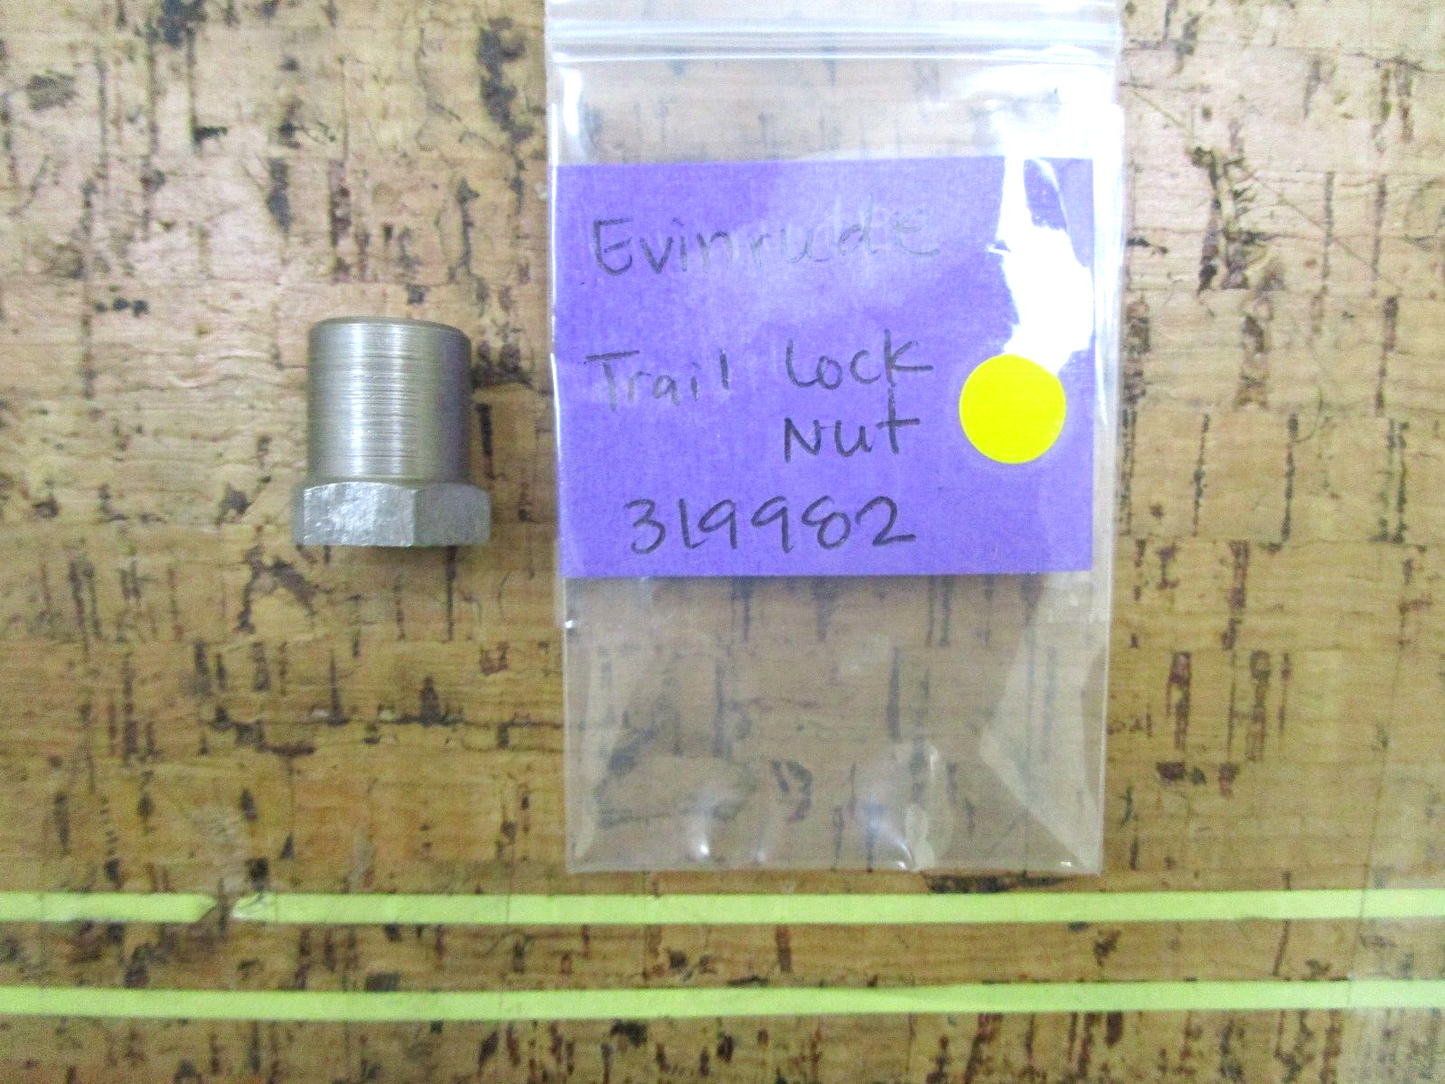 Evinrude
Trail Lock
Nut
319982